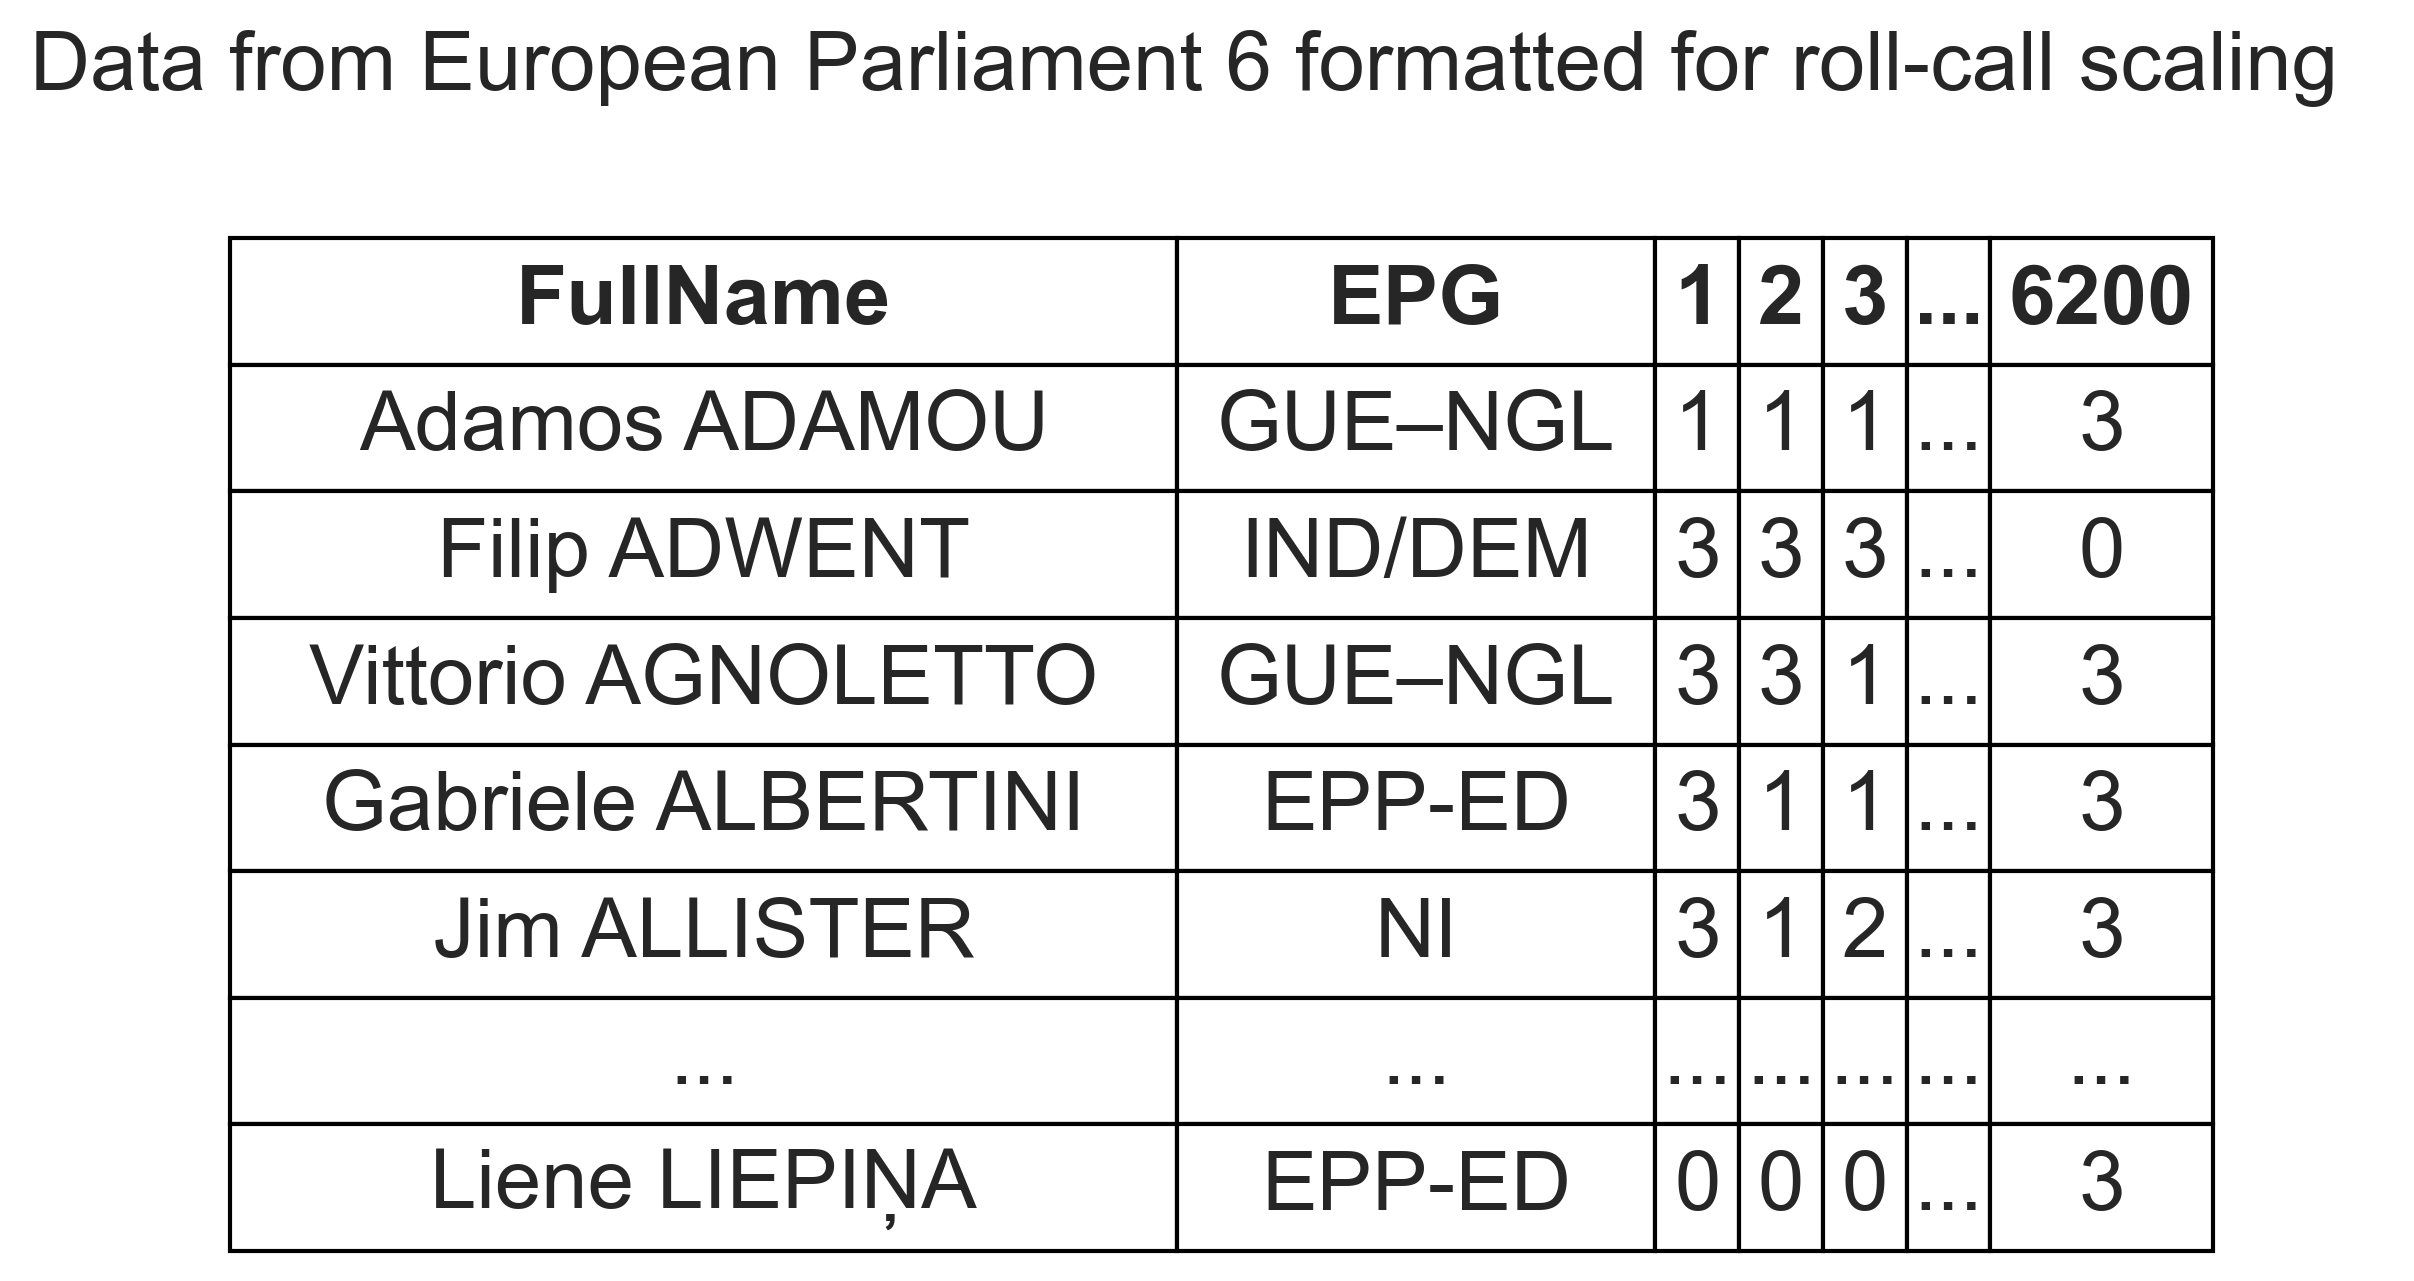 Data from European Parliament 6 formatted for roll-call scaling
FullName EPG 1 2 3 ... 6200
Adamos ADAMOU GUE–NGL 1 1 1 ... 3
Filip ADWENT IND/DEM 3 3 3 ... 0
Vittorio AGNOLETTO GUE–NGL 3 3 1 ... 3
Gabriele ALBERTINI EPP-ED 3 1 1 ... 3
Jim ALLISTER NI 3 1 2 ... 3
... ... ... ... ... ... ...
Liene LIEPIŅA EPP-ED 0 0 0 ... 3